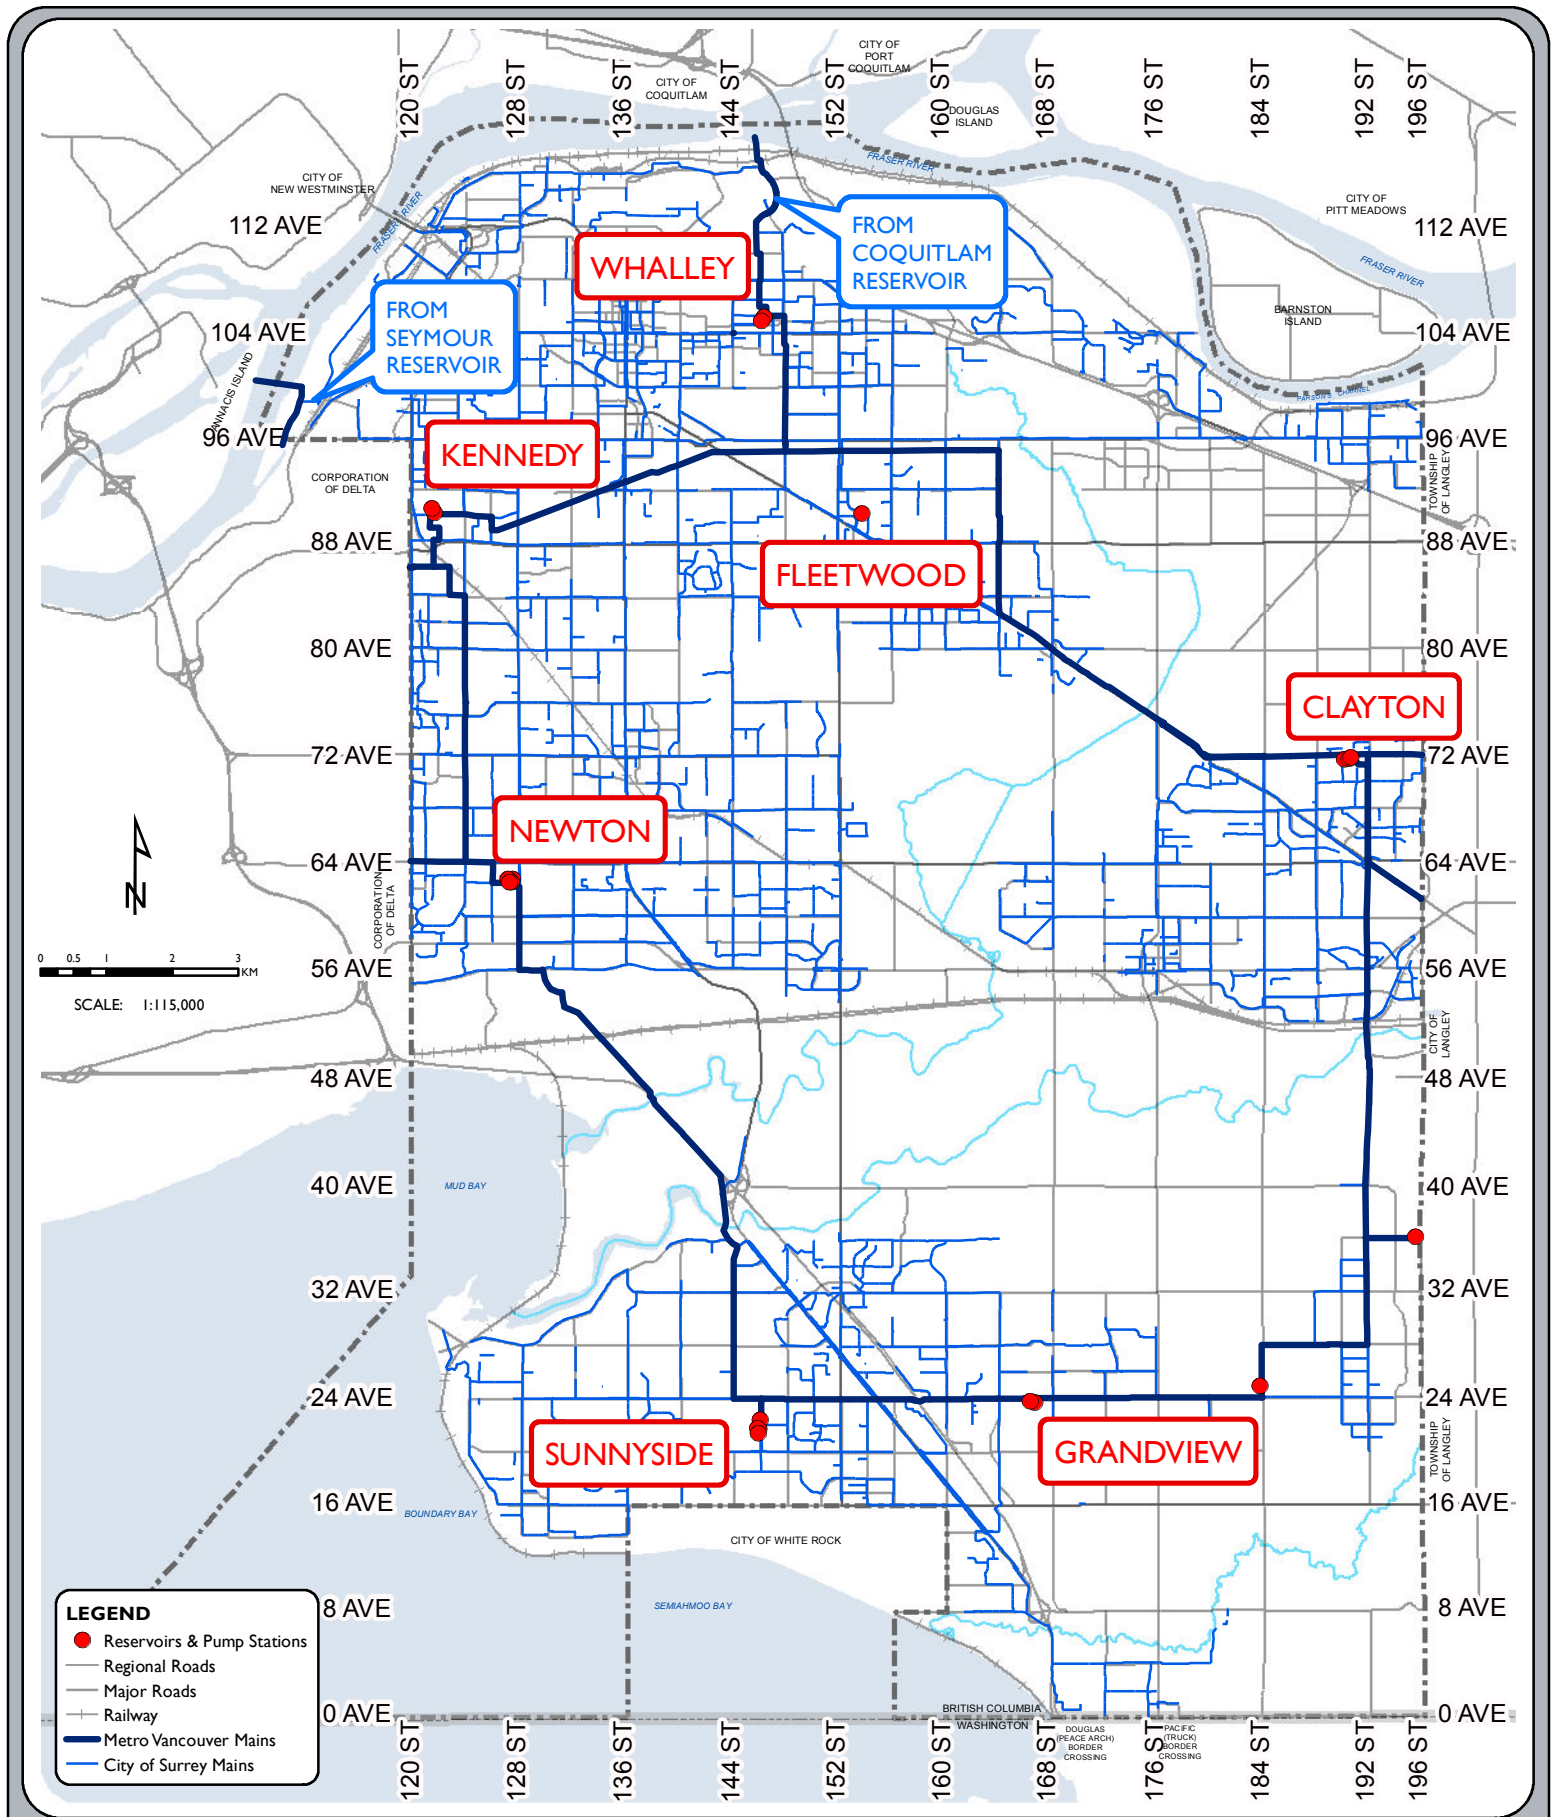 120 ST
128 ST
136 ST
144 ST
152 ST
160 ST
168 ST
176 ST
184 ST
192 ST
196 ST
CITY OF
PORT
COQUITLAM
CITY OF
COQUITLAM
DOUGLAS
ISLAND
FRASER RIVER
CITY OF
NEW WESTMINSTER
FRASER RIVER
CITY OF
PITT MEADOWS
112 AVE
112 AVE
WHALLEY
FROM
COQUITLAM
RESERVOIR
FRASER RIVER
BARNSTON
ISLAND
FROM
SEYMOUR
RESERVOIR
104 AVE
104 AVE
ANNACIS ISLAND
PARSON'S CHANNEL
96 AVE
96 AVE
KENNEDY
CORPORATION
OF DELTA
TOWNSHIP
OF LANGLEY
88 AVE
88 AVE
FLEETWOOD
80 AVE
80 AVE
CLAYTON
72 AVE
72 AVE
NEWTON
64 AVE
64 AVE
N
CORPORATION
OF DELTA
0 0.5 1 2 3
KM
56 AVE
56 AVE
SCALE: 1:115,000
CITY OF
LANGLEY
48 AVE
48 AVE
MUD BAY
40 AVE
40 AVE
32 AVE
32 AVE
24 AVE
24 AVE
SUNNYSIDE
GRANDVIEW
TOWNSHIP
OF LANGLEY
16 AVE
16 AVE
BOUNDARY BAY
CITY OF WHITE ROCK
SEMIAHMOO BAY
8 AVE
8 AVE
LEGEND
Reservoirs & Pump Stations
Regional Roads
Major Roads
Railway
Metro Vancouver Mains
City of Surrey Mains
0 AVE
0 AVE
BRITISH COLUMBIA
WASHINGTON
DOUGLAS
(PEACE ARCH)
BORDER
CROSSING
PACIFIC
(TRUCK)
BORDER
CROSSING
120 ST
128 ST
136 ST
144 ST
152 ST
160 ST
168 ST
176 ST
184 ST
192 ST
196 ST